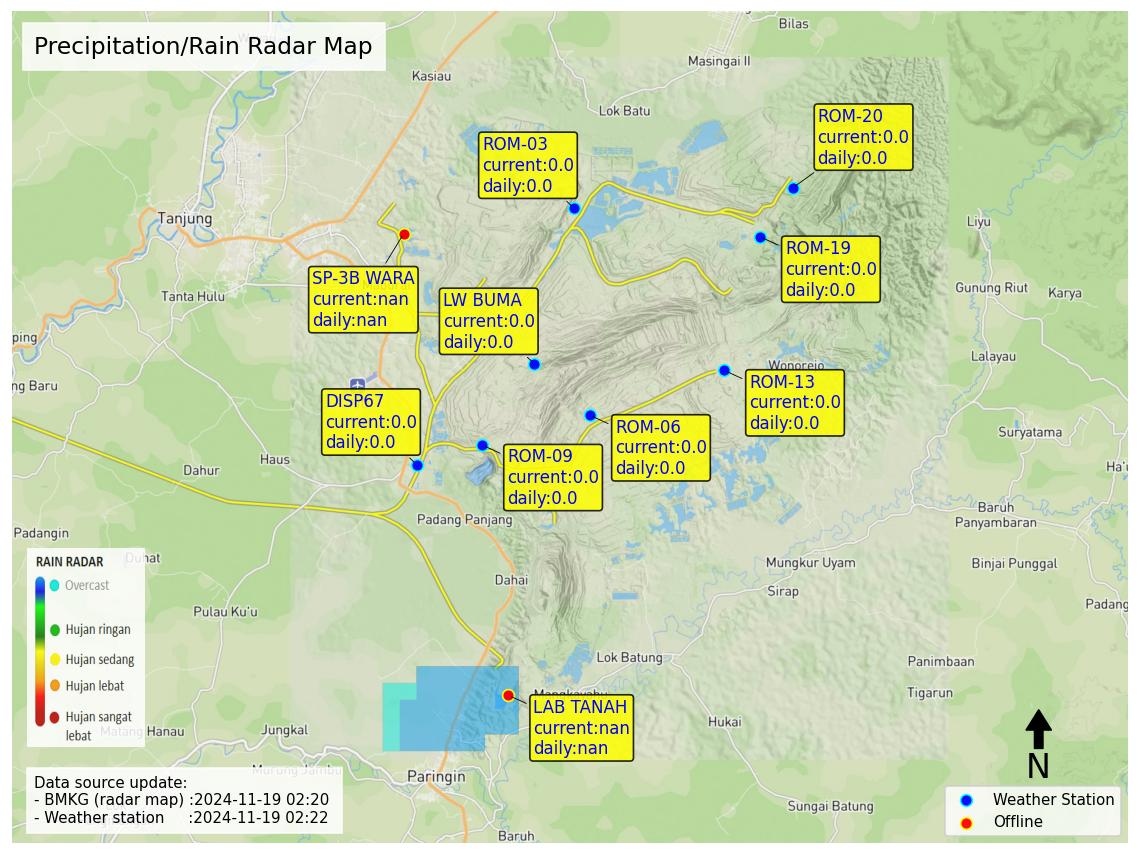 Precipitation/Rain Radar Map
Bilas
Masingai II
Kasiau
Lok Batu
ROM-20
current:0.0
daily:0.0
ROM-03
current:0.0
daily:0.0
Tanjung
Liyu
ROM-19
current:0.0
daily:0.0
SP-3B WARA
current:nan
daily:nan
LW BUMA
current:0.0
daily:0.0
Tanta Hulu
Gunung Riut
Karya
ping
Lalayau
ng Baru
Wonorejo
ROM-13
current:0.0
daily:0.0
DISP67
current:0.0
daily:0.0
ROM-06
current:0.0
daily:0.0
ROM-09
current:0.0
daily:0.0
Suryatama
Haus
Dahur
Ha'u
Baruh
Panyambaran
Padang Panjang
Padangin
Duhat
Mungkur Uyam
Binjai Punggal
Dahai
Sirap
Padang
Pulau Ku'u
RAIN RADAR
Overcast
Hujan ringan
Hujan sedang
Hujan lebat
Hujan sangat
lebat
Lok Batung
Panimbaan
Tigarun
Mangkayahu
LAB TANAH
current:nan
daily:nan
Hukai
Matang Hanau
Jungkal
Murung Jambu
Paringin
N
Data source update:
- BMKG (radar map) :2024-11-19 02:20
- Weather station :2024-11-19 02:22
Sungai Batung
Baruh
Weather Station
Offline